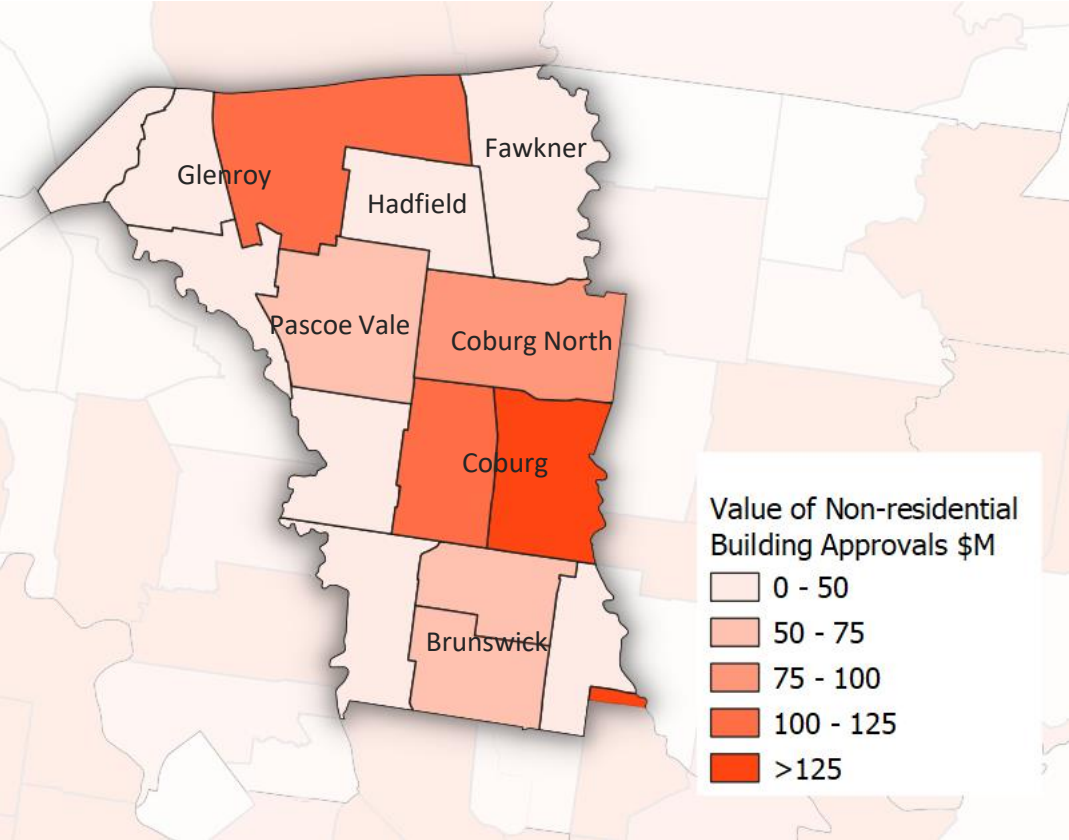 Fawkner
Glenroy
Hadfield
Pascoe Vale
Coburg North
Coburg
Brunswick
Value of Non-residential
Building Approvals $M
0 - 50
50 - 75
75 - 100
100 - 125
>125